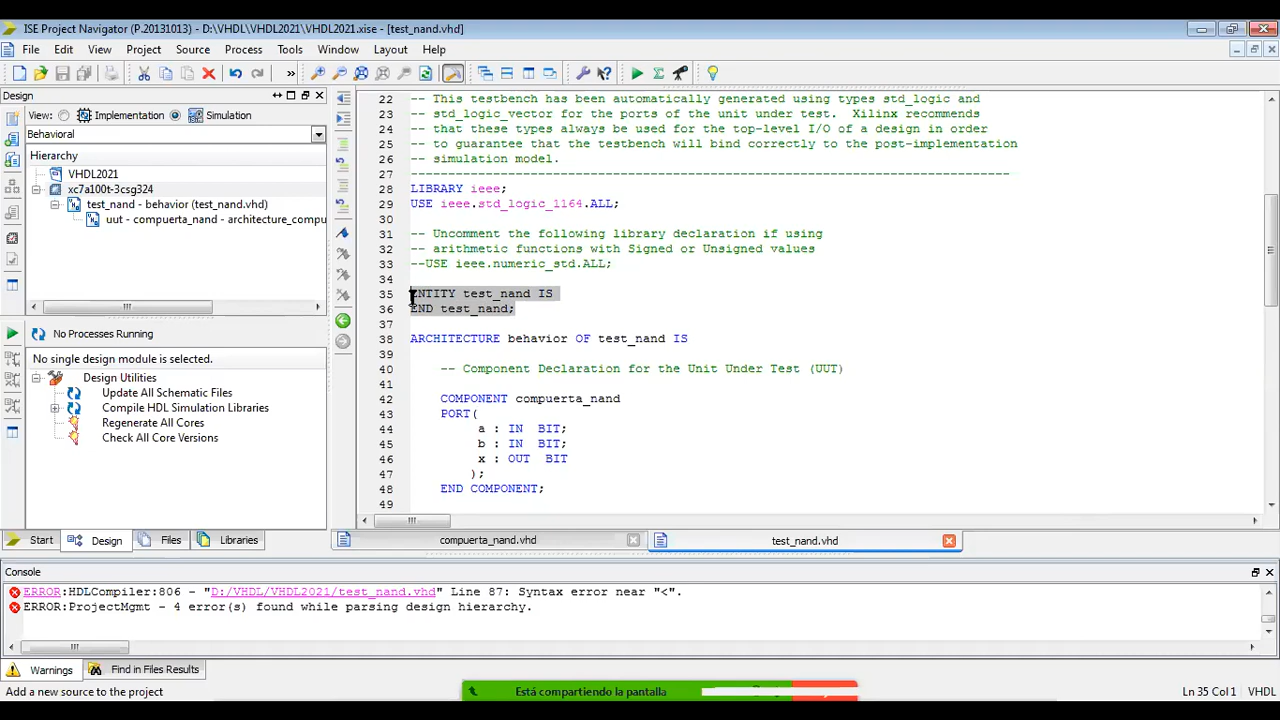 ISE Project Navigator (P.20131013) - D:\VHDL\VHDL2021\VHDL2021.xise - [test_nand.vhd]
File Edit View Project Source Process Tools Window Layout Help
Design
View: Implementation Simulation
Behavioral
Hierarchy
VHDL2021
xc7a100t-3csg324
test_nand - behavior (test_nand.vhd)
uut - compuerta_nand - architecture_compu
No Processes Running
No single design module is selected.
Design Utilities
Update All Schematic Files
Compile HDL Simulation Libraries
Regenerate All Cores
Check All Core Versions
Start Design Files Libraries
22 -- This testbench has been automatically generated using types std_logic and
23 -- std_logic_vector for the ports of the unit under test. Xilinx recommends
24 -- that these types always be used for the top-level I/O of a design in order
25 -- to guarantee that the testbench will bind correctly to the post-implementation
26 -- simulation model.
27 --------------------------------------------------------------------------------
28 LIBRARY ieee;
29 USE ieee.std_logic_1164.ALL;
30
31 -- Uncomment the following library declaration if using
32 -- arithmetic functions with Signed or Unsigned values
33 --USE ieee.numeric_std.ALL;
34
35 ENTITY test_nand IS
36 END test_nand;
37
38 ARCHITECTURE behavior OF test_nand IS
39
40 -- Component Declaration for the Unit Under Test (UUT)
41
42 COMPONENT compuerta_nand
43 PORT(
44 a : IN BIT;
45 b : IN BIT;
46 x : OUT BIT
47 );
48 END COMPONENT;
49
compuerta_nand.vhd test_nand.vhd
Console
ERROR:HDLCompiler:806 - "D:/VHDL/VHDL2021/test_nand.vhd" Line 87: Syntax error near "<".
ERROR:ProjectMgmt - 4 error(s) found while parsing design hierarchy.
Warnings Find in Files Results
Add a new source to the project
Está compartiendo la pantalla
Ln 35 Col 1 VHDL